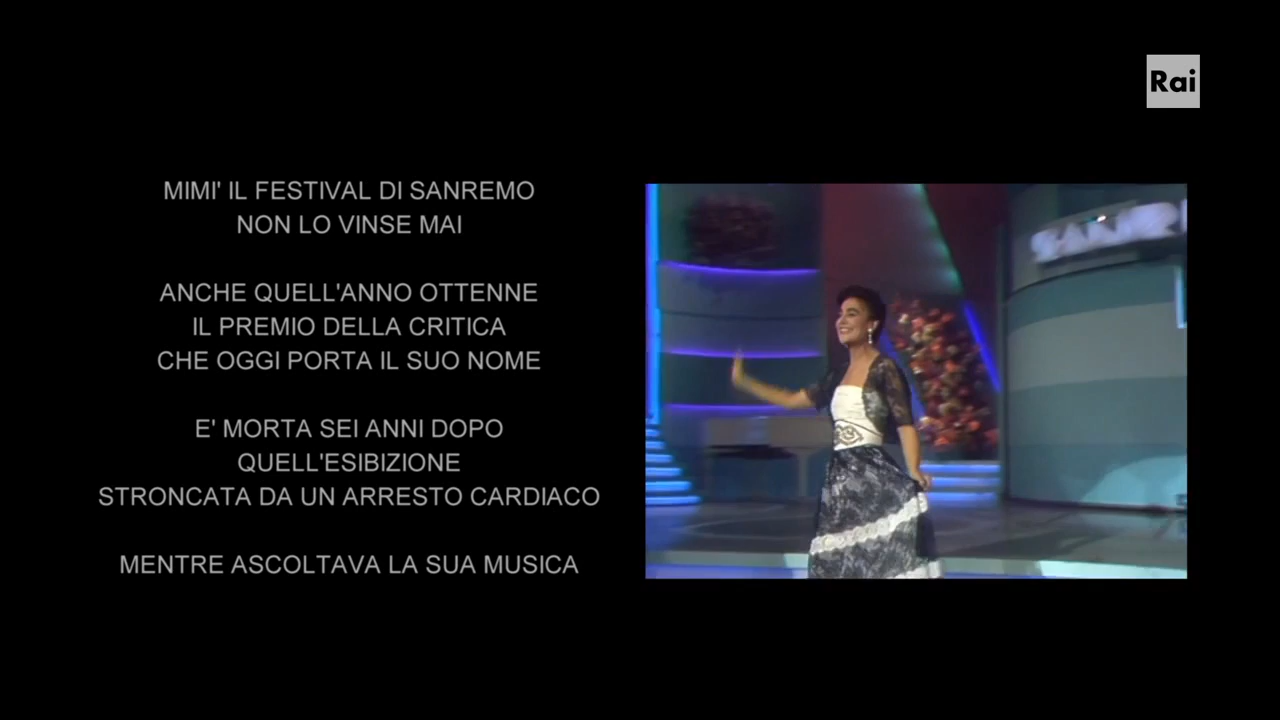 Rai
MIMI' IL FESTIVAL DI SANREMO
NON LO VINSE MAI
ANCHE QUELL'ANNO OTTENNE
IL PREMIO DELLA CRITICA
CHE OGGI PORTA IL SUO NOME
E' MORTA SEI ANNI DOPO
QUELL'ESIBIZIONE
STRONCATA DA UN ARRESTO CARDIACO
MENTRE ASCOLTAVA LA SUA MUSICA
SANR